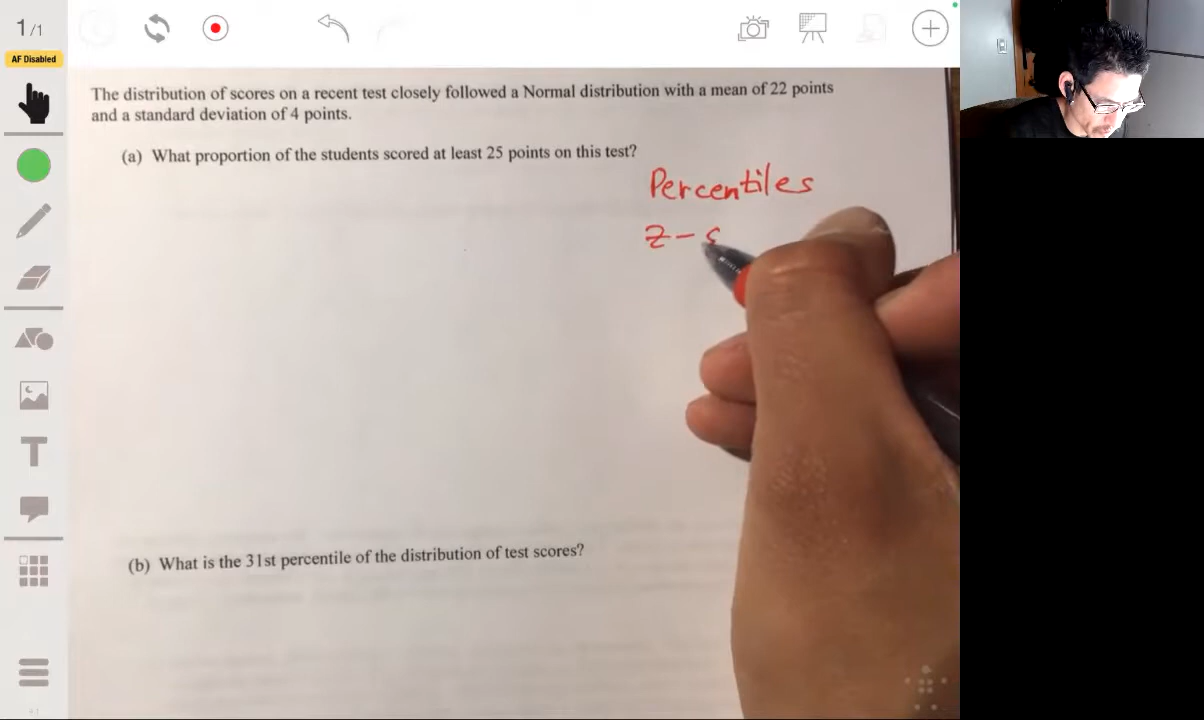 1/1
AF Disabled
The distribution of scores on a recent test closely followed a Normal distribution with a mean of 22 points
and a standard deviation of 4 points.
(a) What proportion of the students scored at least 25 points on this test?
Percentiles
z - s
T
(b) What is the 31st percentile of the distribution of test scores?